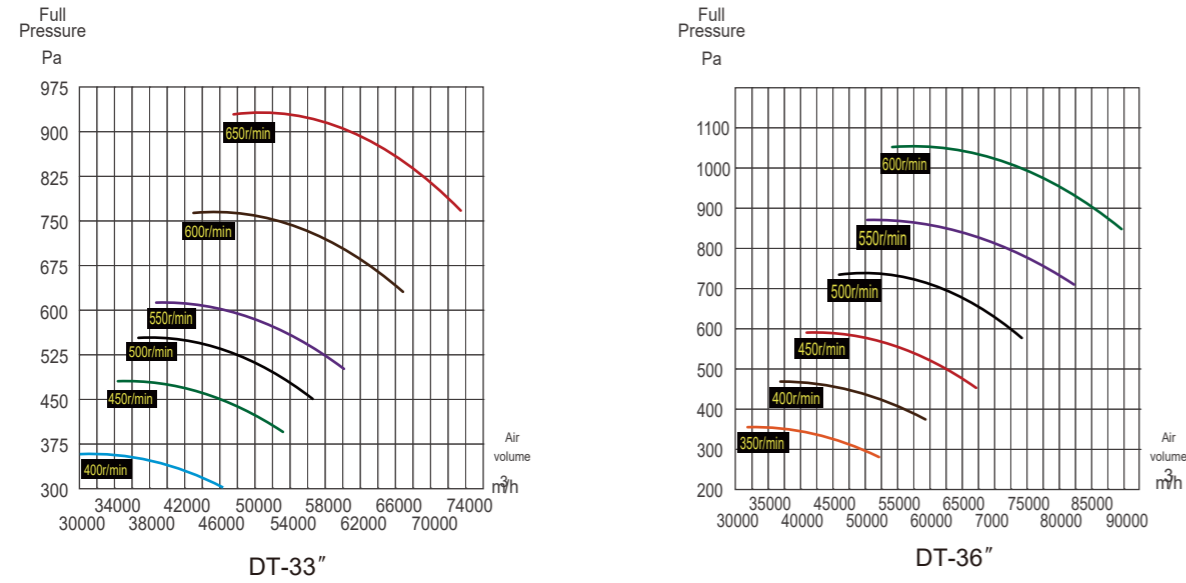 Full
Pressure
Pa
975
900
825
750
675
600
525
450
375
300
650r/min
600r/min
550r/min
500r/min
450r/min
400r/min
Air
volume
m3/h
34000 42000 50000 58000 66000 74000
30000 38000 46000 54000 62000 70000
DT-33″
Full
Pressure
Pa
1100
1000
900
800
700
600
500
400
300
200
600r/min
550r/min
500r/min
450r/min
400r/min
350r/min
Air
volume
m3/h
35000 45000 55000 65000 75000 85000
30000 40000 50000 60000 7000 80000 90000
DT-36″